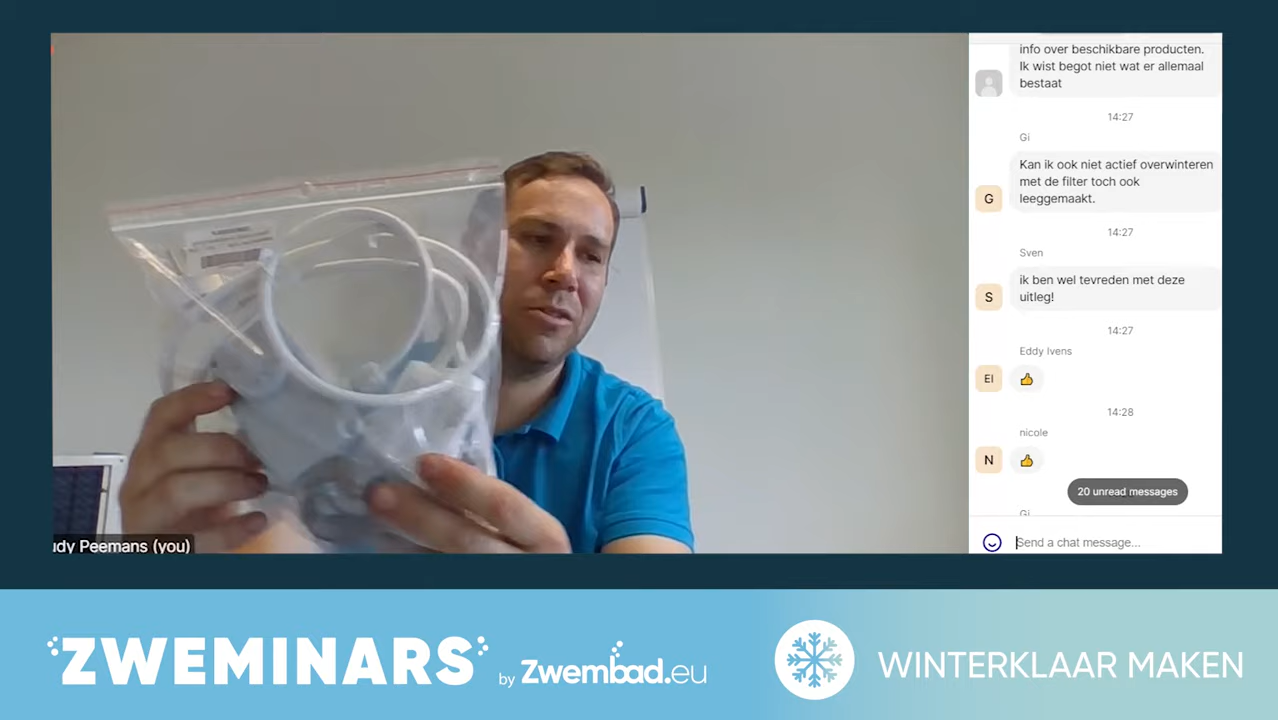 info over beschikbare producten.
Ik wist begot niet wat er allemaal
bestaat
14:27
Gi
G
Kan ik ook niet actief overwinteren
met de filter toch ook
leeggemaakt.
14:27
Sven
S
ik ben wel tevreden met deze
uitleg!
14:27
Eddy Ivens
EI
👍
14:28
nicole
N
👍
20 unread messages
Gi
Send a chat message...
udy Peemans (you)
ZWEMINARS
by Zwembad.eu
WINTERKLAAR MAKEN